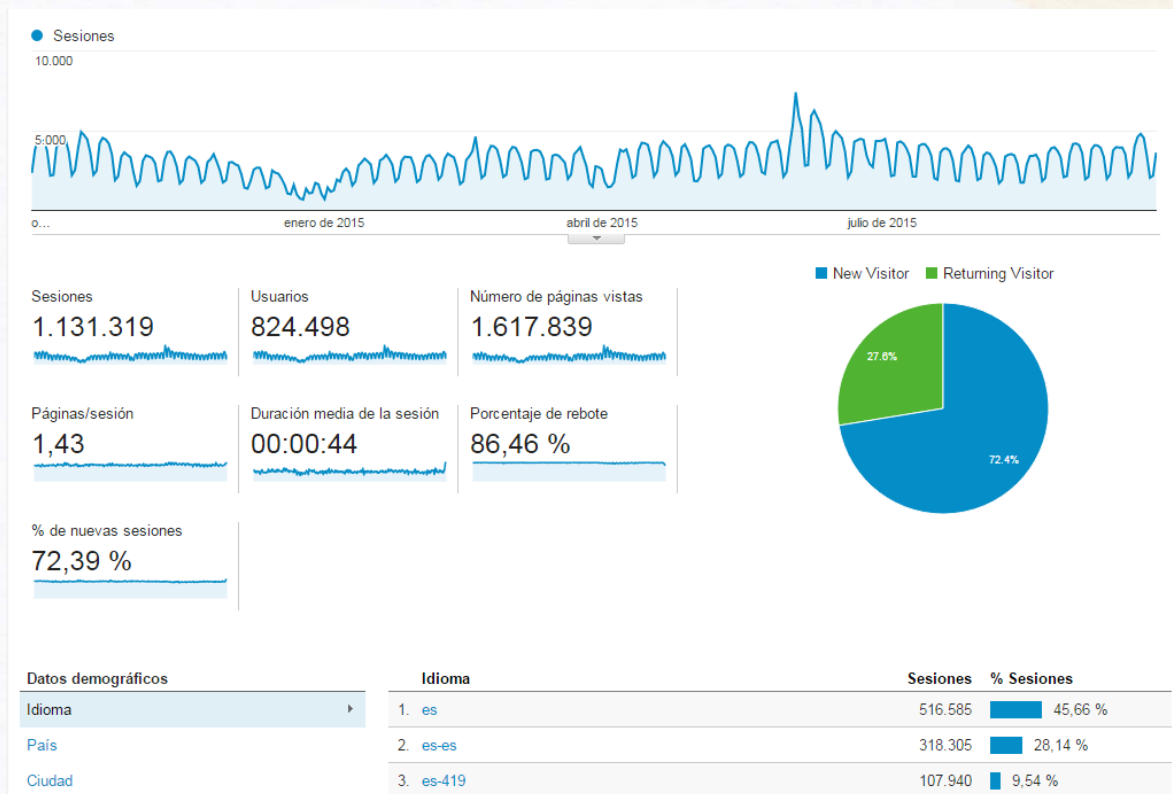 Sesiones
10.000
5.000
o... enero de 2015 abril de 2015 julio de 2015
New Visitor Returning Visitor
Sesiones Usuarios Número de páginas vistas
1.131.319 824.498 1.617.839
27.6%
72.4%
Páginas/sesión Duración media de la sesión Porcentaje de rebote
1,43 00:00:44 86,46 %
% de nuevas sesiones
72,39 %
Datos demográficos Idioma Sesiones % Sesiones
Idioma 1. es 516.585 45,66 %
País 2. es-es 318.305 28,14 %
Ciudad 3. es-419 107.940 9,54 %